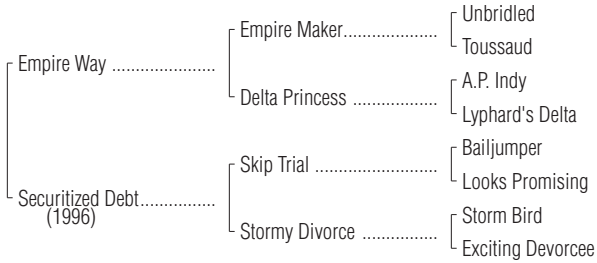 Unbridled
Empire Maker.....................
Toussaud
Empire Way ......................
A.P. Indy
Delta Princess ..................
Lyphard's Delta
Bailjumper
Skip Trial ..........................
Looks Promising
Securitized Debt................
(1996)
Storm Bird
Stormy Divorce ................
Exciting Devorcee